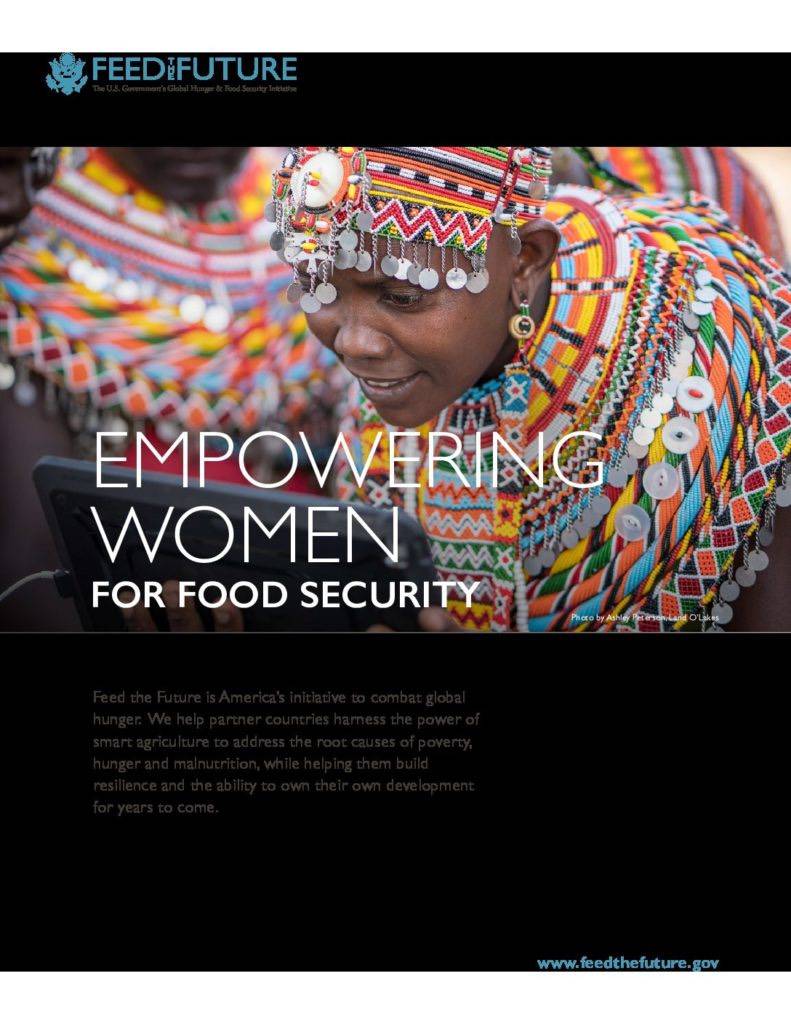 FEED THE FUTURE
The U.S. Government's Global Hunger & Food Security Initiative
EMPOWERING
WOMEN
FOR FOOD SECURITY
Photo by Ashley Peterson, Land O'Lakes
Feed the Future is America's initiative to combat global
hunger. We help partner countries harness the power of
smart agriculture to address the root causes of poverty,
hunger and malnutrition, while helping them build
resilience and the ability to own their own development
for years to come.
www.feedthefuture.gov